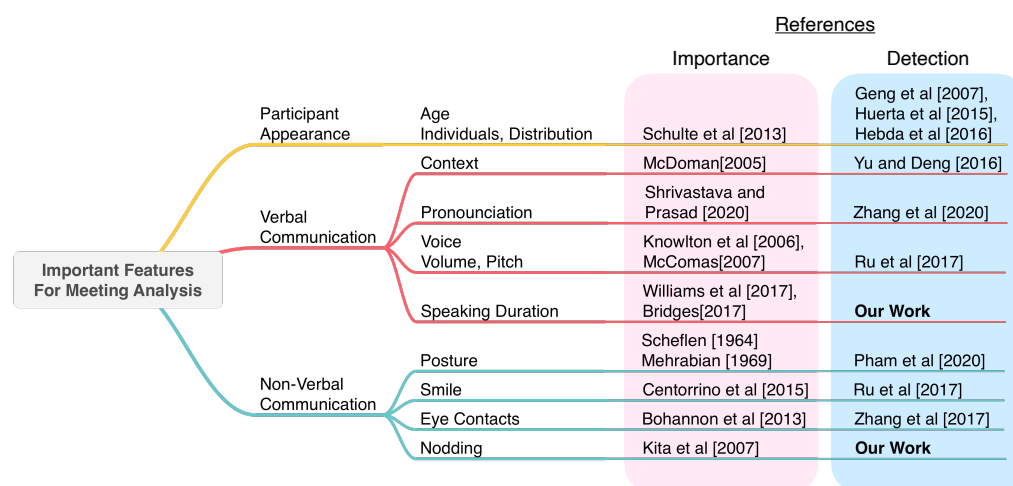 References
Importance
Detection
Important Features
For Meeting Analysis
Participant
Appearance
Age
Individuals, Distribution
Schulte et al [2013]
Geng et al [2007],
Huerta et al [2015],
Hebda et al [2016]
Verbal
Communication
Context
McDoman[2005]
Yu and Deng [2016]
Pronounciation
Shrivastava and
Prasad [2020]
Zhang et al [2020]
Voice
Volume, Pitch
Knowlton et al [2006],
McComas[2007]
Ru et al [2017]
Speaking Duration
Williams et al [2017],
Bridges[2017]
Our Work
Non-Verbal
Communication
Posture
Scheflen [1964]
Mehrabian [1969]
Pham et al [2020]
Smile
Centorrino et al [2015]
Ru et al [2017]
Eye Contacts
Bohannon et al [2013]
Zhang et al [2017]
Nodding
Kita et al [2007]
Our Work